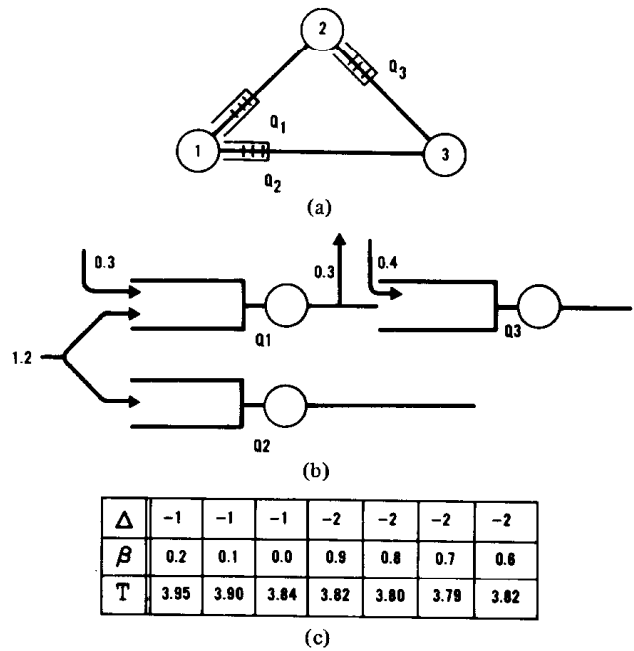 2
Q3
Q1
1
3
Q2
(a)
0.3
0.3
0.4
Q1
Q3
1.2
Q2
(b)
Δ -1 -1 -1 -2 -2 -2 -2
β 0.2 0.1 0.0 0.9 0.8 0.7 0.6
T 3.95 3.90 3.84 3.82 3.80 3.79 3.82
(c)